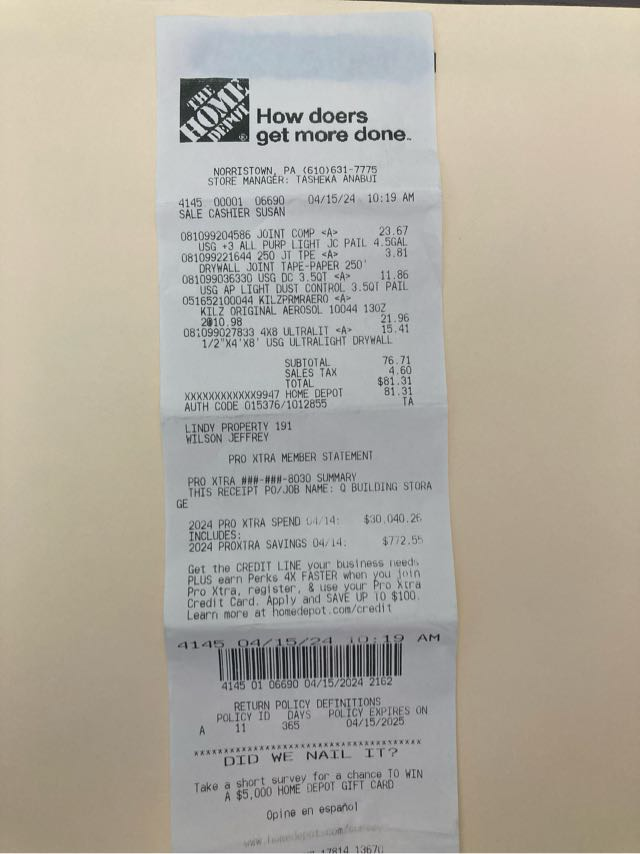 THE
HOME
DEPOT
How doers
get more done.
NORRISTOWN, PA (610)631-7775
STORE MANAGER: TASHEKA ANABUI
4145 00001 06690 04/15/24 10:19 AM
SALE CASHIER SUSAN
081099204586 JOINT COMP <A> 23.67
USG +3 ALL PURP LIGHT JC PAIL 4.5GAL
081099221644 250 JT TPE <A> 3.81
DRYWALL JOINT TAPE-PAPER 250'
081099036330 USG DC 3.5QT <A> 11.86
USG AP LIGHT DUST CONTROL 3.5QT PAIL
051652100044 KILZPRMRAERO <A>
KILZ ORIGINAL AEROSOL 10044 13OZ
2@10.98 21.96
081099027833 4X8 ULTRALIT <A> 15.41
1/2"X4'X8' USG ULTRALIGHT DRYWALL
SUBTOTAL 76.71
SALES TAX 4.60
TOTAL $81.31
XXXXXXXXXXXX9947 HOME DEPOT 81.31
AUTH CODE 015376/1012855 TA
LINDY PROPERTY 191
WILSON JEFFREY
PRO XTRA MEMBER STATEMENT
PRO XTRA ###-###-8030 SUMMARY
THIS RECEIPT PO/JOB NAME: Q BUILDING STORA
GE
2024 PRO XTRA SPEND 04/14: $30,040.26
INCLUDES:
2024 PROXTRA SAVINGS 04/14: $772.55
Get the CREDIT LINE your business needs
PLUS earn Perks 4X FASTER when you join
Pro Xtra, register, & use your Pro Xtra
Credit Card. Apply and SAVE UP TO $100.
Learn more at homedepot.com/credit
4145 04/15/24 10:19 AM
4145 01 06690 04/15/2024 2162
RETURN POLICY DEFINITIONS
POLICY ID DAYS POLICY EXPIRES ON
A 11 365 04/15/2025
****************************************
DID WE NAIL IT?
Take a short survey for a chance TO WIN
A $5,000 HOME DEPOT GIFT CARD
Opine en español
www.homedepot.com/survey